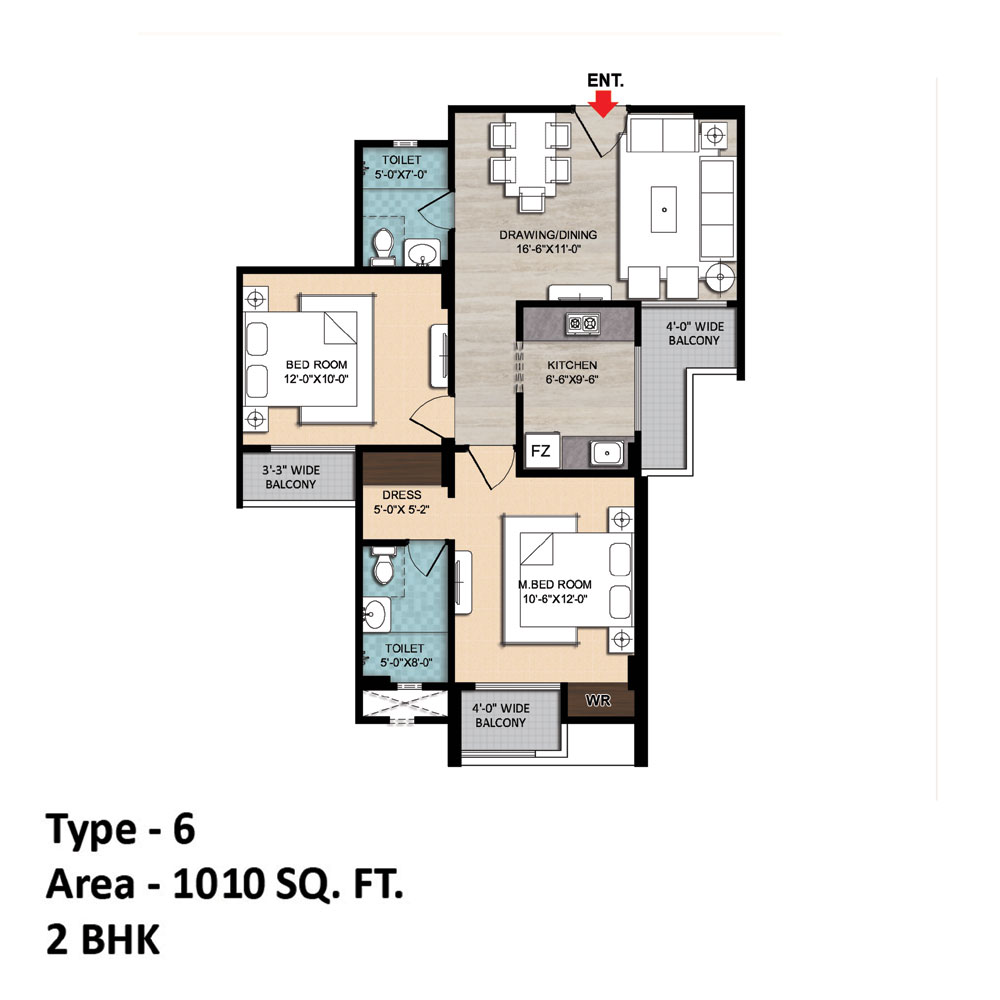 ENT.
TOILET
5'-0"X7'-0"
DRAWING/DINING
16'-6"X11'-0"
4'-0" WIDE
BALCONY
BED ROOM
12'-0"X10'-0"
KITCHEN
6'-6"X9'-6"
FZ
3'-3" WIDE
BALCONY
DRESS
5'-0"X 5'-2"
M.BED ROOM
10'-6"X12'-0"
TOILET
5'-0"X8'-0"
4'-0" WIDE
BALCONY
WR
Type - 6
Area - 1010 SQ. FT.
2 BHK